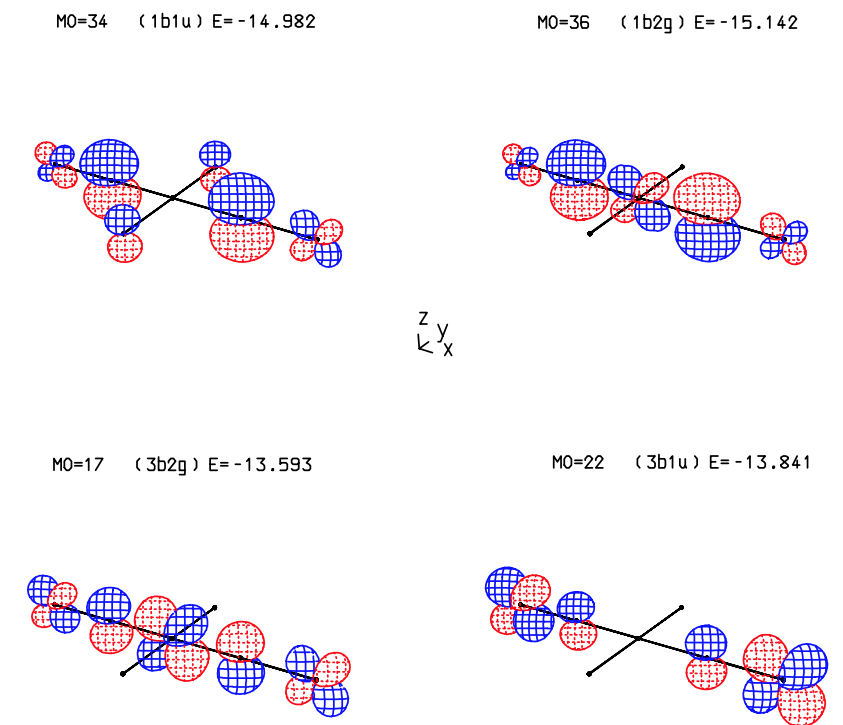 MO=34 (1b1u) E=-14.982
MO=36 (1b2g) E=-15.142
z
y
x
MO=17 (3b2g) E=-13.593
MO=22 (3b1u) E=-13.841